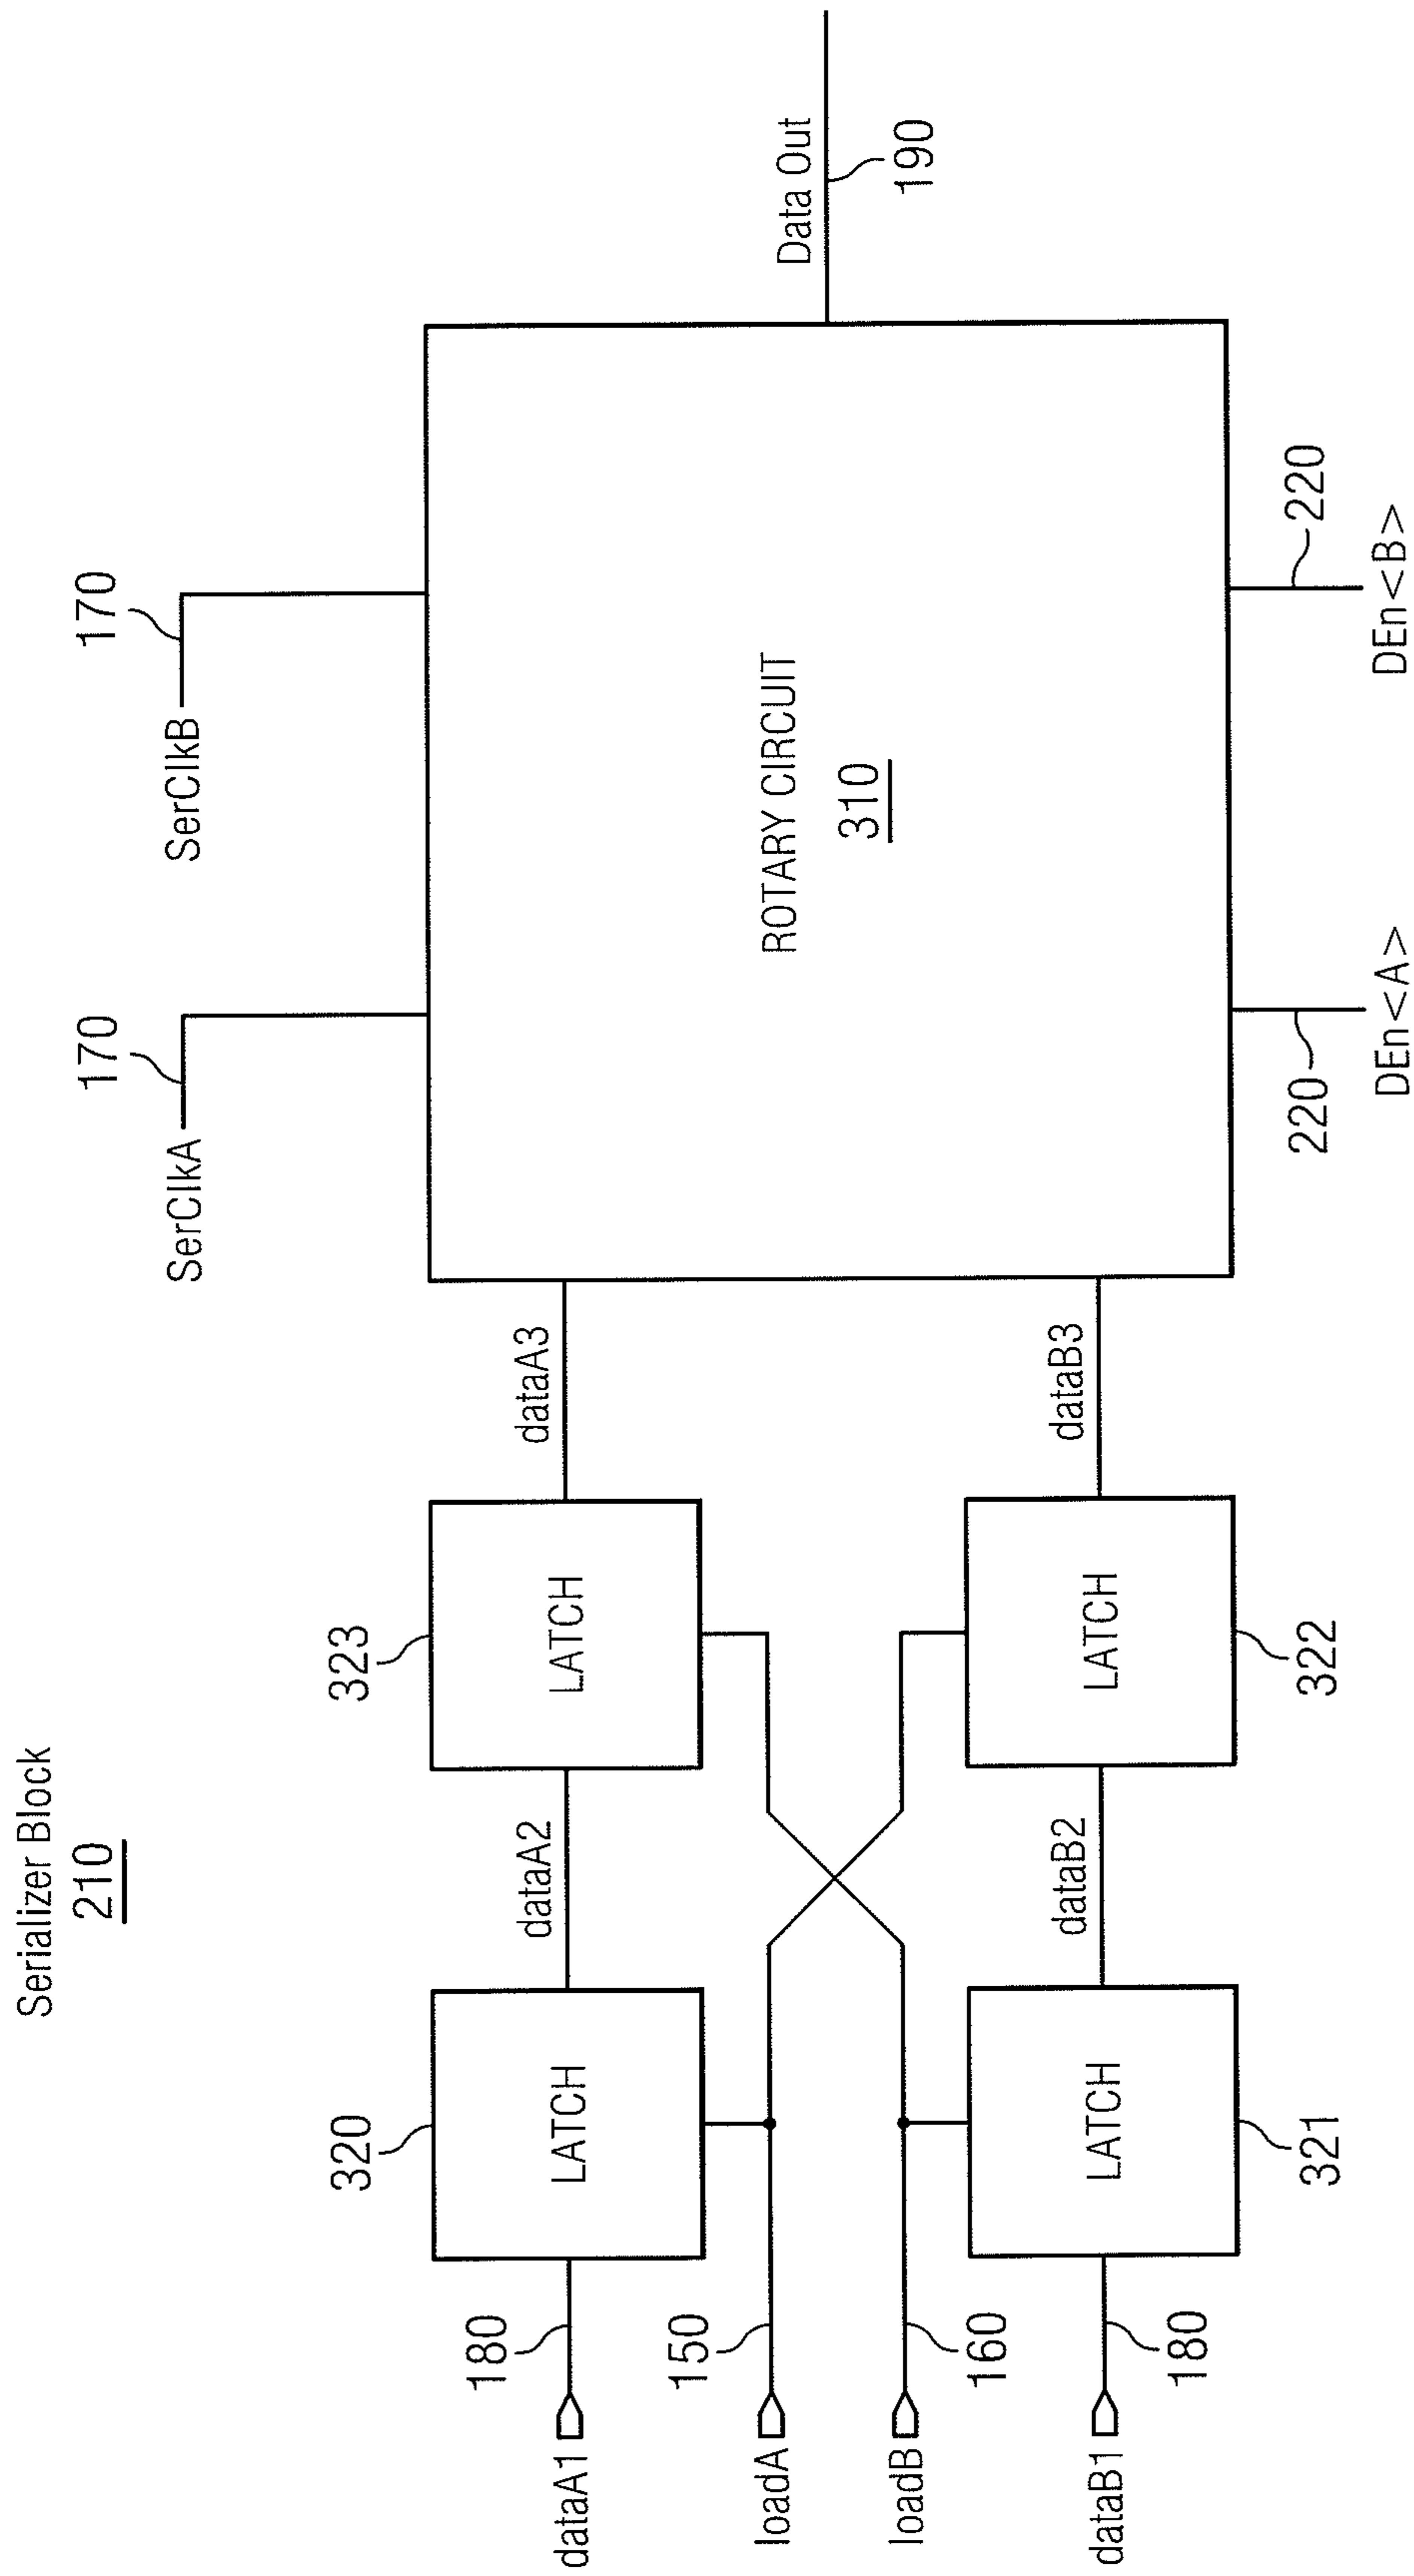 Serializer Block
210
dataA1
180
320
LATCH
dataA2
323
LATCH
dataA3
loadA
150
loadB
160
dataB1
180
321
LATCH
dataB2
322
LATCH
dataB3
SerClkA
170
SerClkB
170
ROTARY CIRCUIT
310
220
DEn<A>
220
DEn<B>
Data Out
190